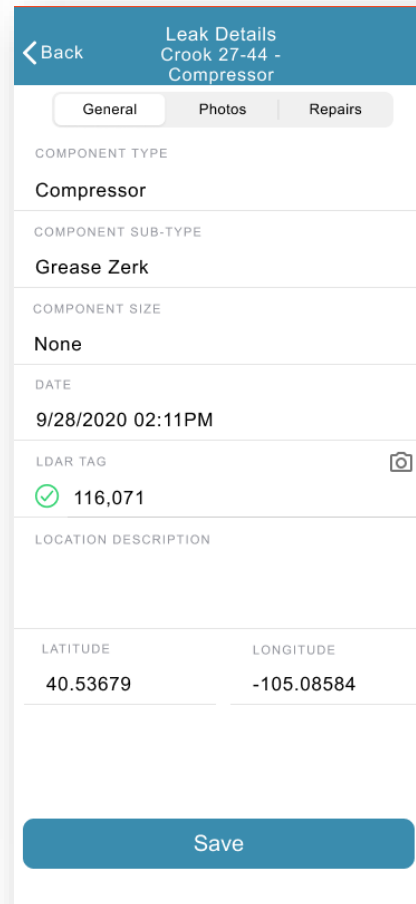 Back
Leak Details
Crook 27-44 -
Compressor
General Photos Repairs
COMPONENT TYPE
Compressor
COMPONENT SUB-TYPE
Grease Zerk
COMPONENT SIZE
None
DATE
9/28/2020 02:11PM
LDAR TAG
116,071
LOCATION DESCRIPTION
LATITUDE LONGITUDE
40.53679 -105.08584
Save